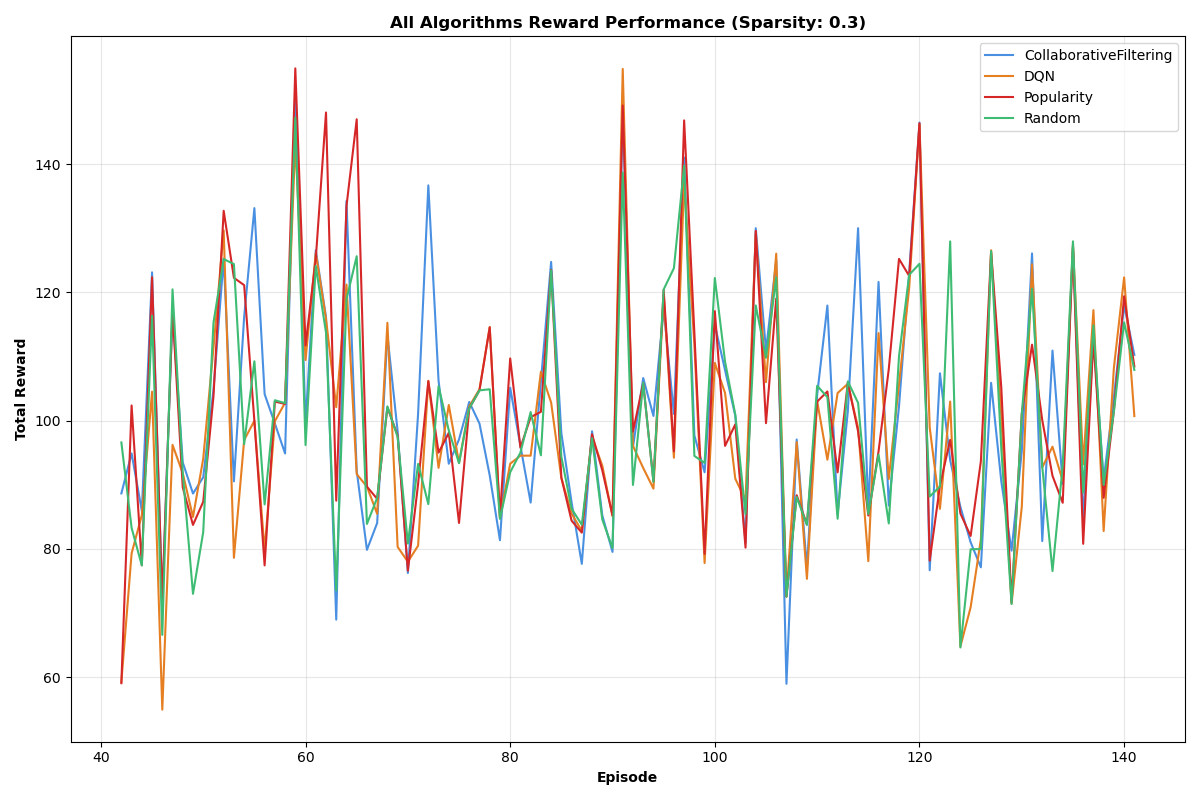 All Algorithms Reward Performance (Sparsity: 0.3)
CollaborativeFiltering
DQN
Popularity
Random
Total Reward
140
120
100
80
60
40
60
80
100
120
140
Episode